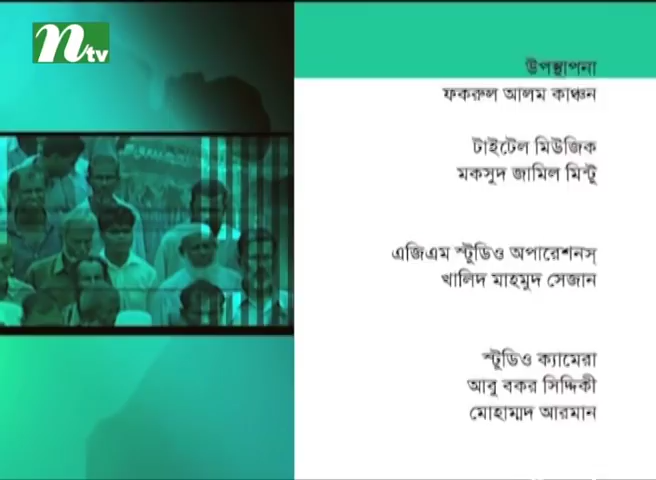 ntv
উপস্থাপনা
ফকরুল আলম কাঞ্চন
টাইটেল মিউজিক
মকসুদ জামিল মিন্টু
এজিএম স্টুডিও অপারেশনস্
খালিদ মাহমুদ সেজান
স্টুডিও ক্যামেরা
আবু বকর সিদ্দিকী
মোহাম্মদ আরমান